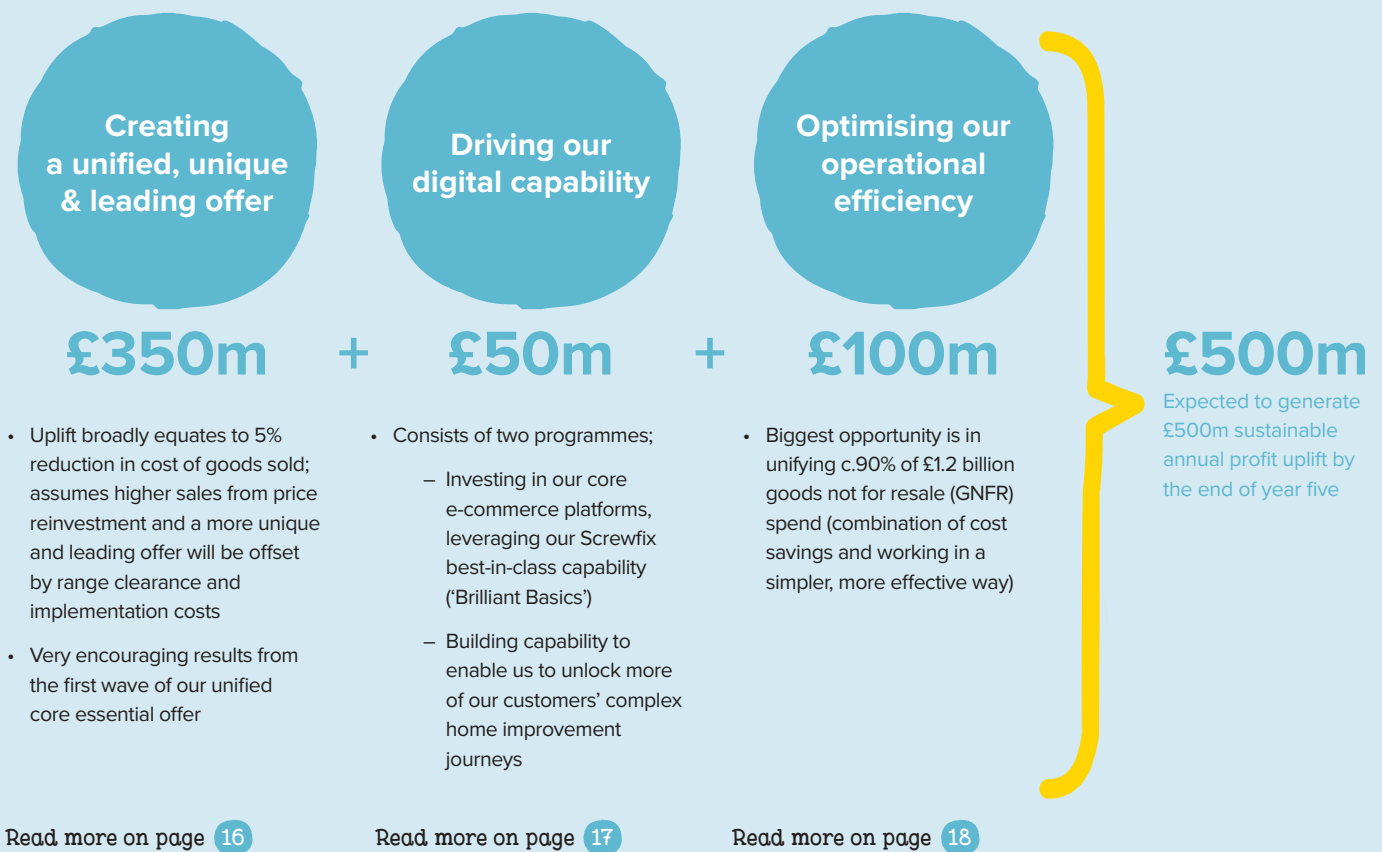 Creating
a unified, unique
& leading offer
£350m
• Uplift broadly equates to 5%
reduction in cost of goods sold;
assumes higher sales from price
reinvestment and a more unique
and leading offer will be offset
by range clearance and
implementation costs
• Very encouraging results from
the first wave of our unified
core essential offer
Read more on page 16
+
Driving our
digital capability
£50m
• Consists of two programmes;
– Investing in our core
e-commerce platforms,
leveraging our Screwfix
best-in-class capability
(‘Brilliant Basics’)
– Building capability to
enable us to unlock more
of our customers’ complex
home improvement
journeys
Read more on page 17
+
Optimising our
operational
efficiency
£100m
• Biggest opportunity is in
unifying c.90% of £1.2 billion
goods not for resale (GNFR)
spend (combination of cost
savings and working in a
simpler, more effective way)
Read more on page 18
£500m
Expected to generate
£500m sustainable
annual profit uplift by
the end of year five